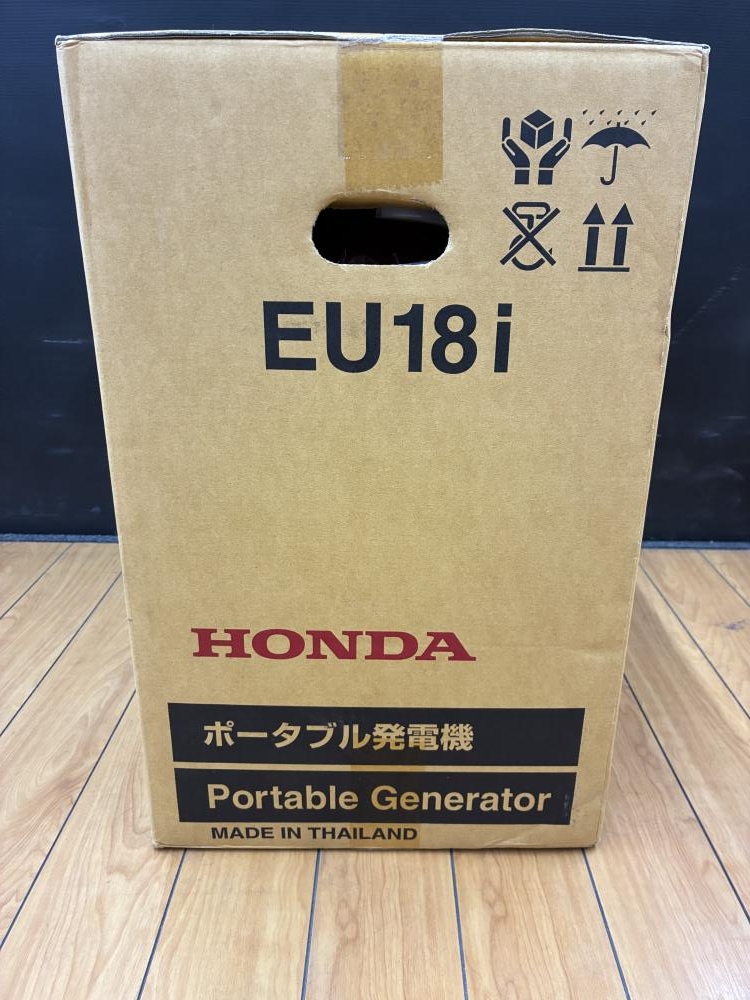 EU18i
HONDA
ポータブル発電機
Portable Generator
MADE IN THAILAND